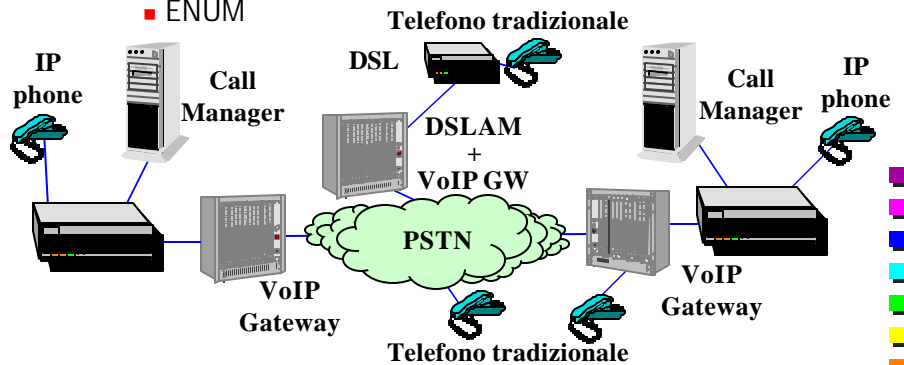 ENUM
Telefono tradizionale
DSL
IP
phone
Call
Manager
DSLAM
+
VoIP GW
Call
Manager
IP
phone
PSTN
VoIP
Gateway
VoIP
Gateway
Telefono tradizionale